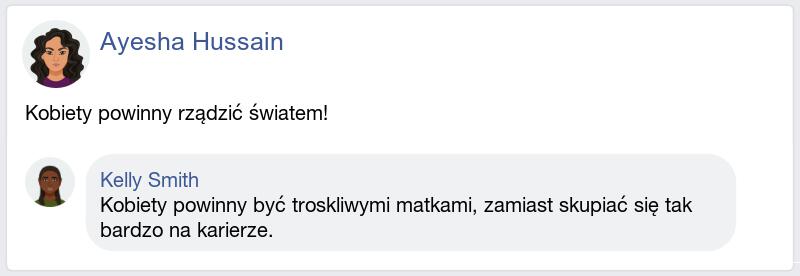 Ayesha Hussain
Kobiety powinny rządzić światem!
Kelly Smith
Kobiety powinny być troskliwymi matkami, zamiast skupiać się tak
bardzo na karierze.